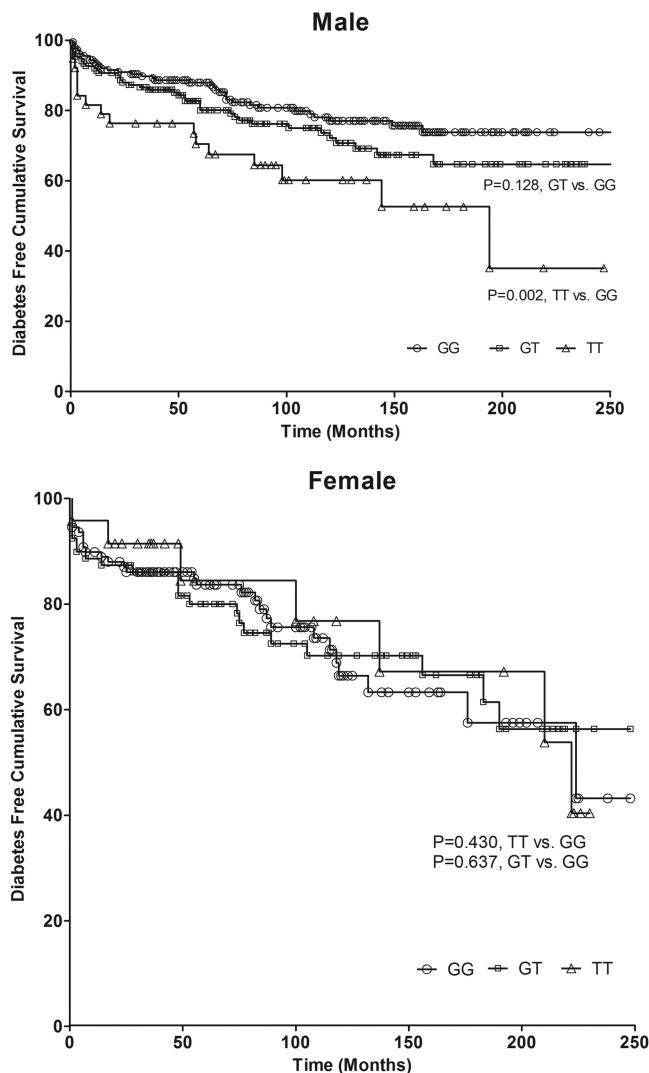 Male
Diabetes Free Cumulative Survival
100
80
60
40
20
0
P=0.128, GT vs. GG
P=0.002, TT vs. GG
GG GT TT
0 50 100 150 200 250
Time (Months)
Female
Diabetes Free Cumulative Survival
100
80
60
40
20
0
P=0.430, TT vs. GG
P=0.637, GT vs. GG
GG GT TT
0 50 100 150 200 250
Time (Months)